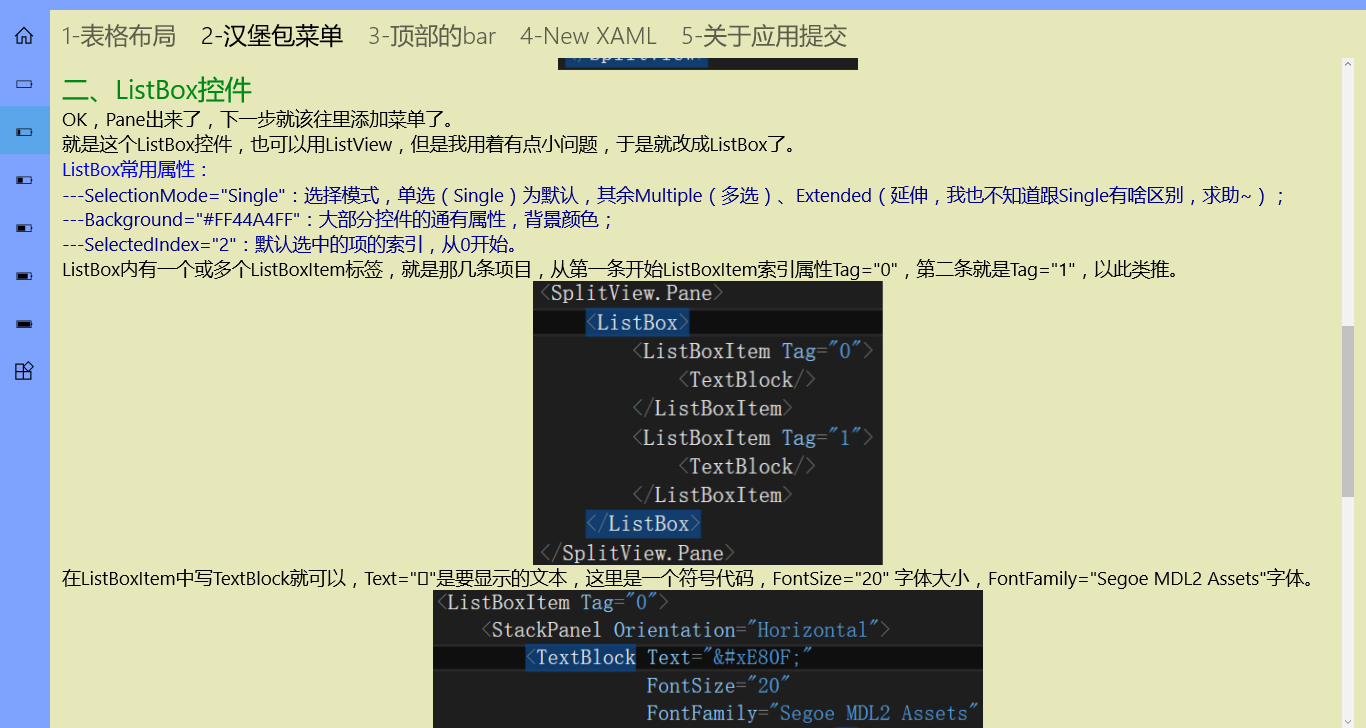 1-表格布局 2-汉堡包菜单 3-顶部的bar 4-New XAML 5-关于应用提交
二、ListBox控件
OK，Pane出来了，下一步就该往里添加菜单了。
就是这个ListBox控件，也可以用ListView，但是我用着有点小问题，于是就改成ListBox了。
ListBox常用属性：
---SelectionMode="Single"：选择模式，单选（Single）为默认，其余Multiple（多选）、Extended（延伸，我也不知道跟Single有啥区别，求助~）；
---Background="#FF44A4FF"：大部分控件的通有属性，背景颜色；
---SelectedIndex="2"：默认选中的项的索引，从0开始。
ListBox内有一个或多个ListBoxItem标签，就是那几条项目，从第一条开始ListBoxItem索引属性Tag="0"，第二条就是Tag="1"，以此类推。
<SplitView.Pane>
<ListBox>
<ListBoxItem Tag="0">
<TextBlock/>
</ListBoxItem>
<ListBoxItem Tag="1">
<TextBlock/>
</ListBoxItem>
</ListBox>
</SplitView.Pane>
在ListBoxItem中写TextBlock就可以，Text="▯"是要显示的文本，这里是一个符号代码，FontSize="20" 字体大小，FontFamily="Segoe MDL2 Assets"字体。
<ListBoxItem Tag="0">
<StackPanel Orientation="Horizontal">
<TextBlock Text="&#xE80F;"
FontSize="20"
FontFamily="Segoe MDL2 Assets"